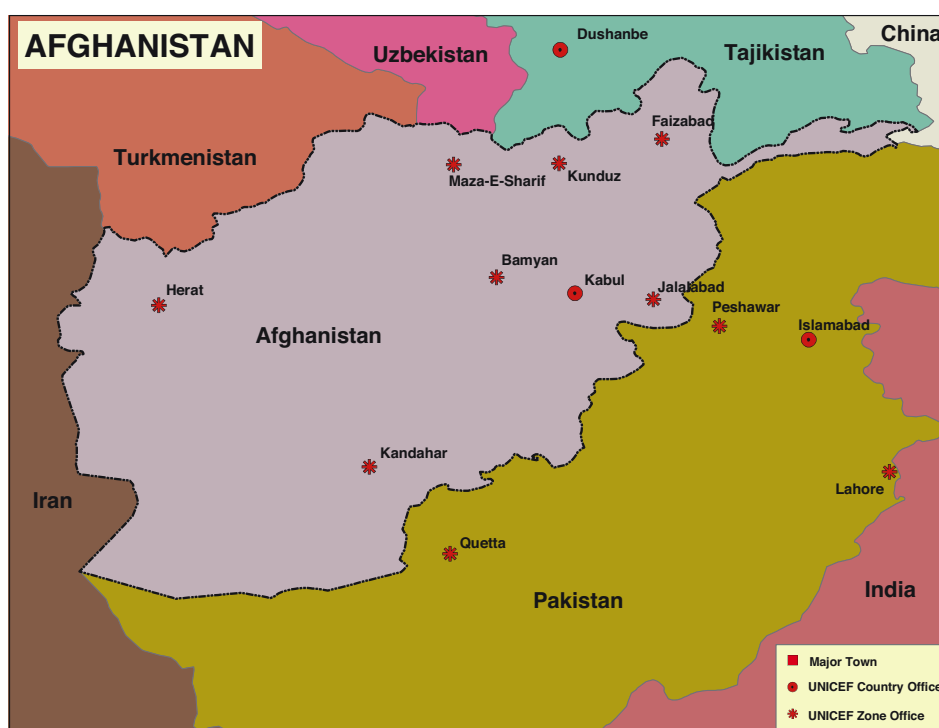 AFGHANISTAN
Dushanbe
China
Uzbekistan
Tajikistan
Faizabad
Turkmenistan
Maza-E-Sharif
Kunduz
Bamyan
Herat
Kabul
Jalalabad
Peshawar
Islamabad
Afghanistan
Kandahar
Lahore
Iran
Quetta
Pakistan
India
Major Town
UNICEF Country Office
UNICEF Zone Office